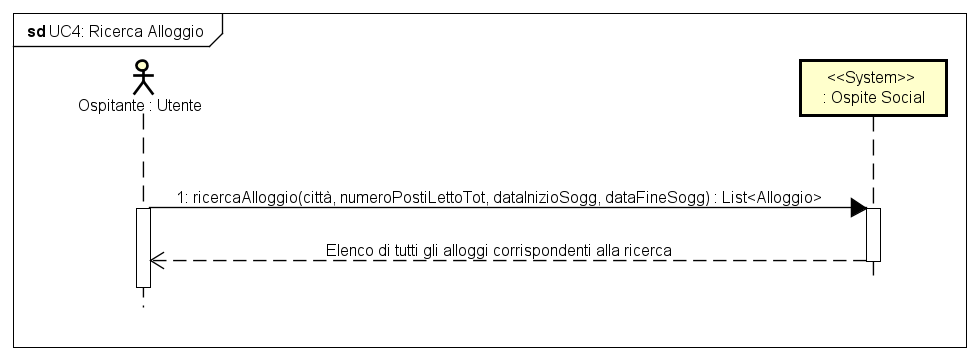 sd UC4: Ricerca Alloggio
Ospitante : Utente
<<System>>
: Ospite Social
1: ricercaAlloggio(città, numeroPostiLettoTot, dataInizioSogg, dataFineSogg) : List<Alloggio>
Elenco di tutti gli alloggi corrispondenti alla ricerca